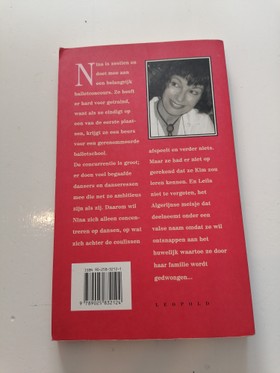 Nina is zestien en
doet mee aan
een belangrijk
balletconcours. Ze heeft
er hard voor getraind,
want als ze eindigt op
een van de eerste plaat-
sen, krijgt ze een beurs
voor een gerenommeerde
balletschool.
De concurrentie is groot;
er doen veel begaafde
dansers en danseressen
mee die net zo ambitieus
zijn als zij. Daarom wil
Nina zich alleen concen-
treren op dansen, op wat
zich achter de coulissen
afspeelt en verder niets.
Maar ze had er niet op
gerekend dat ze Kim zou
leren kennen. En Leila
niet te vergeten, het
Algerijnse meisje dat
deelneemt onder een
valse naam omdat ze wil
ontsnappen aan het
huwelijk waartoe ze door
haar familie wordt
gedwongen...
9 789025 832124
LEOPOLD